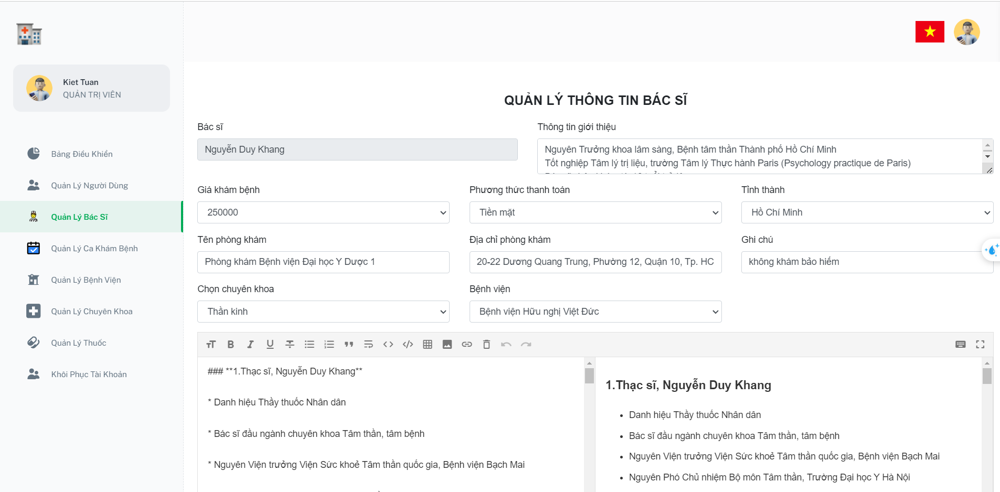 Kiet Tuan
QUẢN TRỊ VIÊN
Bảng Điều Khiển
Quản Lý Người Dùng
Quản Lý Bác Sĩ
Quản Lý Ca Khám Bệnh
Quản Lý Bệnh Viện
Quản Lý Chuyên Khoa
Quản Lý Thuốc
Khôi Phục Tài Khoản
QUẢN LÝ THÔNG TIN BÁC SĨ
Bác sĩ
Nguyễn Duy Khang
Thông tin giới thiệu
Nguyên Trưởng khoa lâm sàng, Bệnh tâm thần Thành phố Hồ Chí Minh
Tốt nghiệp Tâm lý trị liệu, trường Tâm lý Thực hành Paris (Psychology practique de Paris)
Giá khám bệnh
250000
Phương thức thanh toán
Tiền mặt
Tỉnh thành
Hồ Chí Minh
Tên phòng khám
Phòng khám Bệnh viện Đại học Y Dược 1
Địa chỉ phòng khám
20-22 Dương Quang Trung, Phường 12, Quận 10, Tp. HC
Ghi chú
không khám bảo hiểm
Chọn chuyên khoa
Thần kinh
Bệnh viện
Bệnh viện Hữu nghị Việt Đức
### **1.Thạc sĩ, Nguyễn Duy Khang**
* Danh hiệu Thầy thuốc Nhân dân
* Bác sĩ đầu ngành chuyên khoa Tâm thần, tâm bệnh
* Nguyên Viện trưởng Viện Sức khoẻ Tâm thần quốc gia, Bệnh viện Bạch Mai
1.Thạc sĩ, Nguyễn Duy Khang
• Danh hiệu Thầy thuốc Nhân dân
• Bác sĩ đầu ngành chuyên khoa Tâm thần, tâm bệnh
• Nguyên Viện trưởng Viện Sức khoẻ Tâm thần quốc gia, Bệnh viện Bạch Mai
• Nguyên Phó Chủ nhiệm Bộ môn Tâm thần, Trường Đại học Y Hà Nội